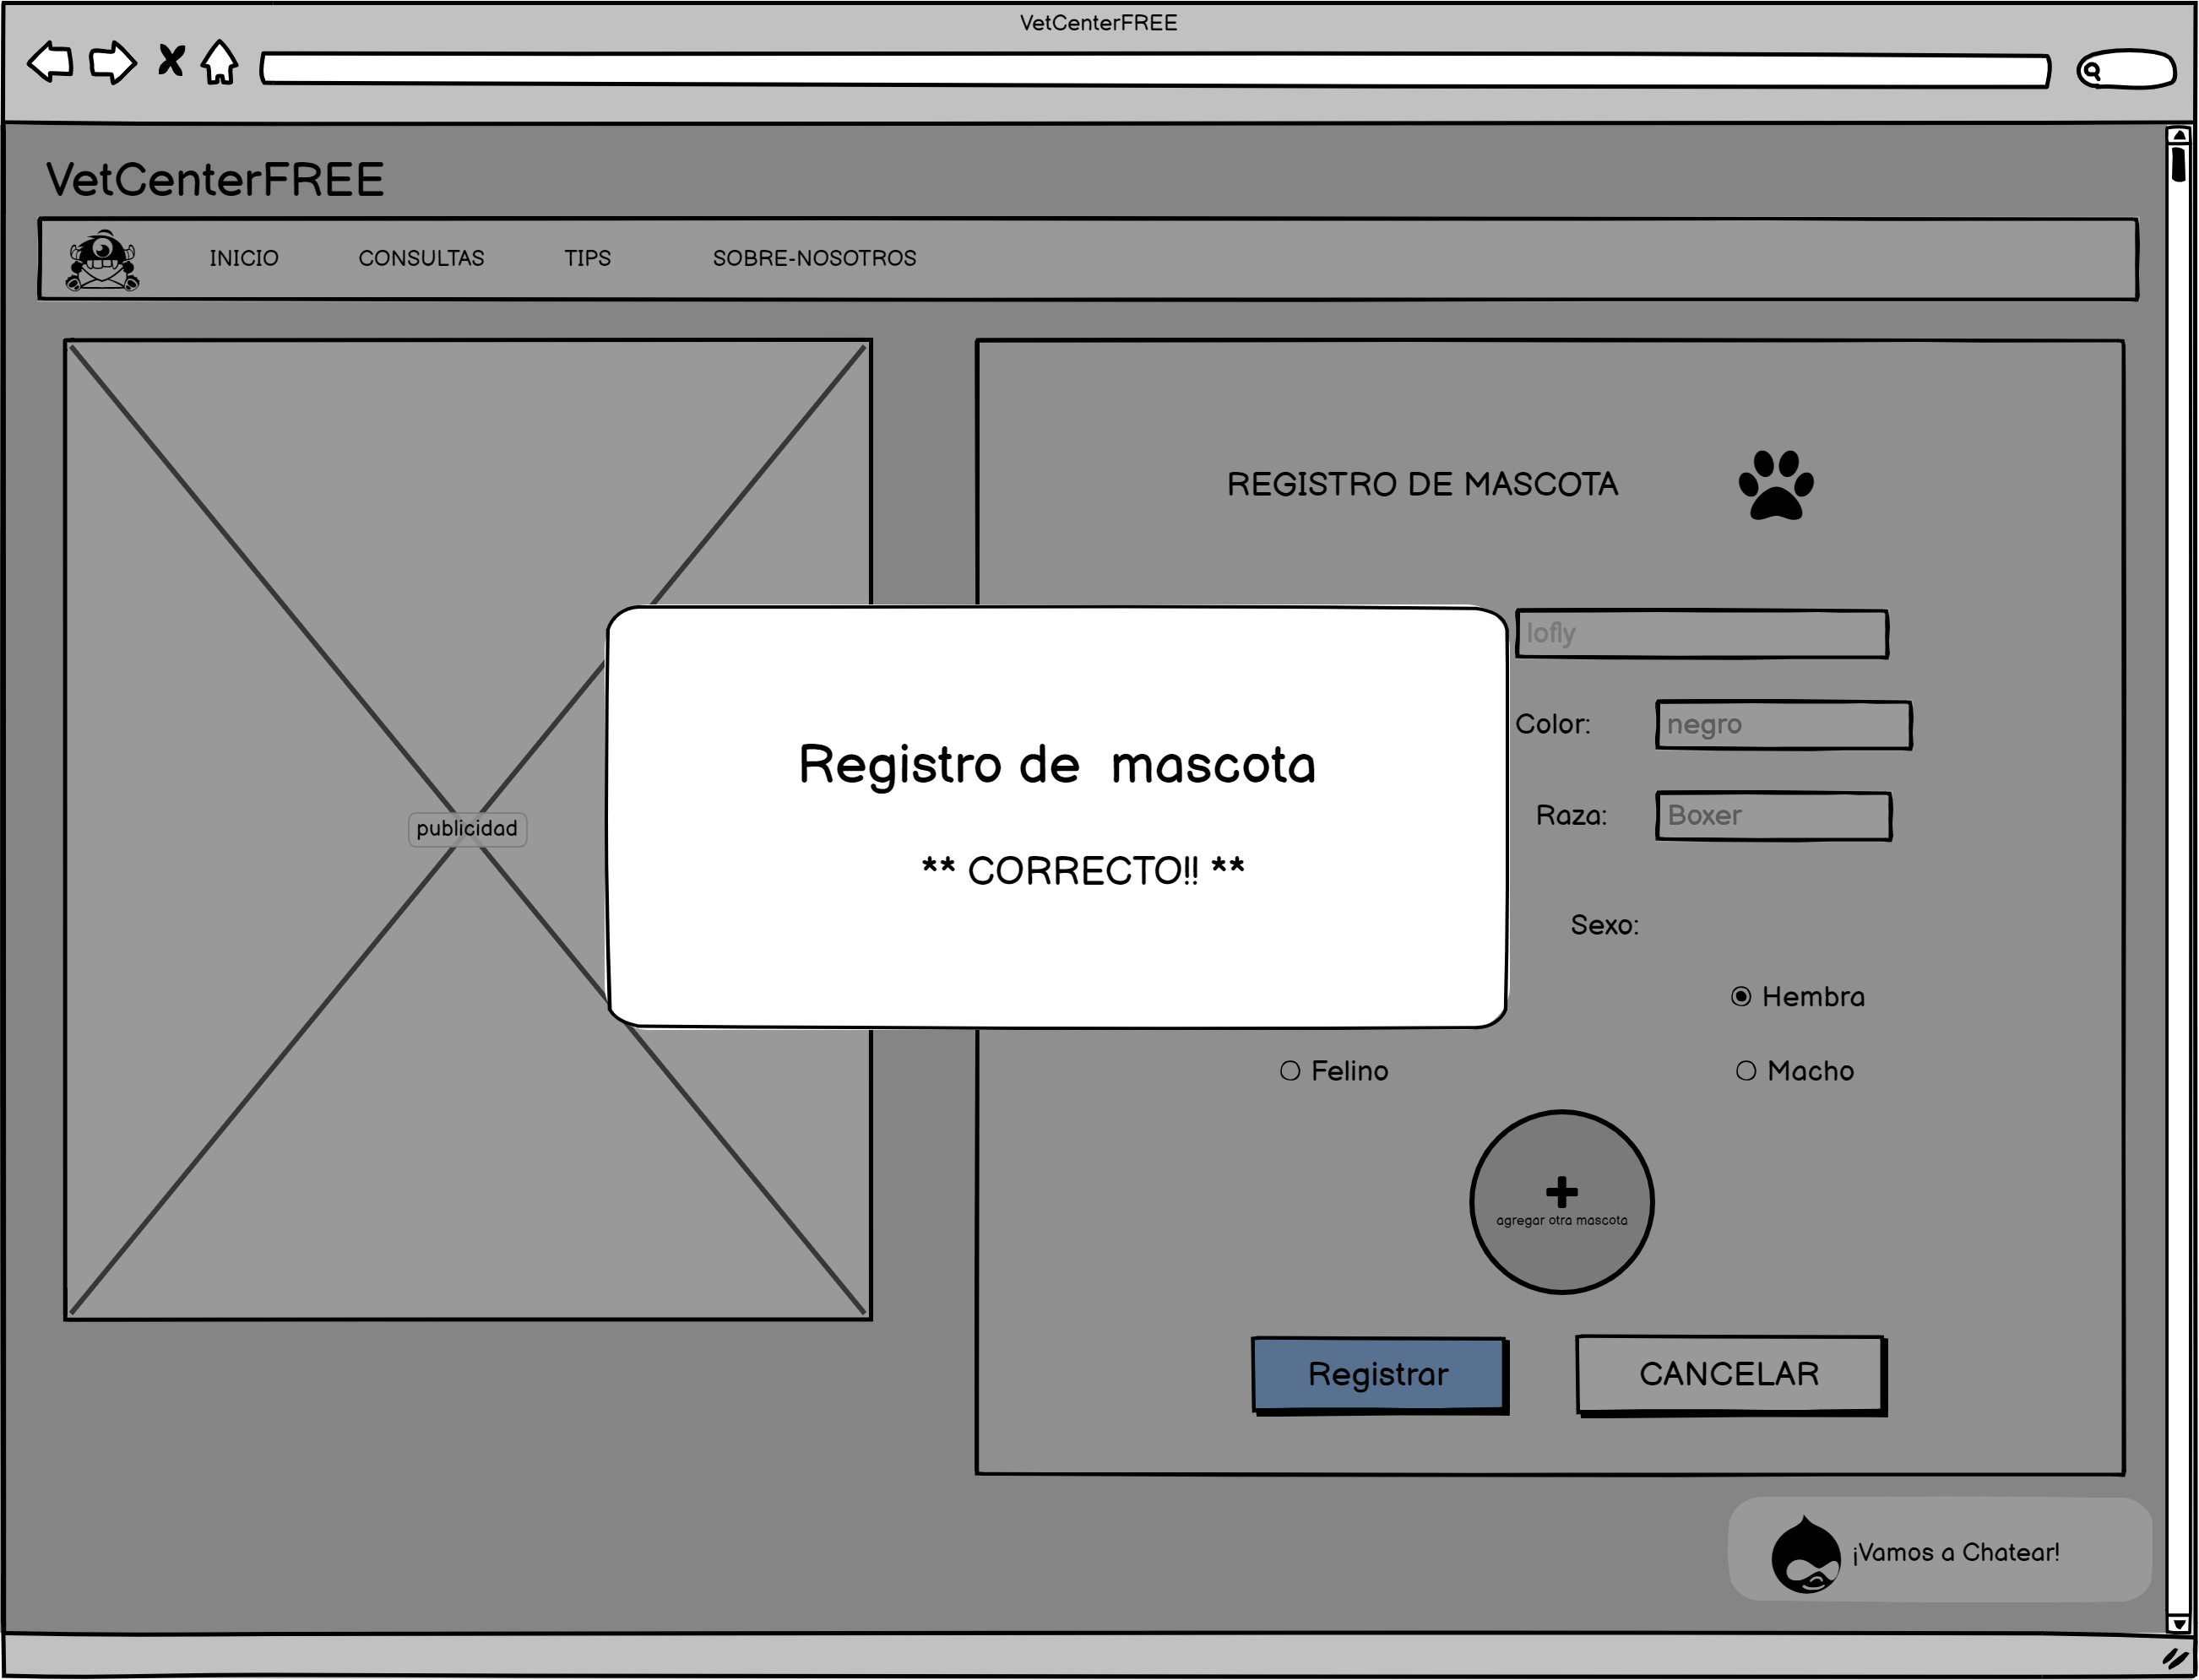 VetCenterFREE
VetCenterFREE
INICIO CONSULTAS TIPS SOBRE-NOSOTROS
REGISTRO DE MASCOTA
lofly
Color: negro
Registro de mascota
Raza: Boxer
publicidad
** CORRECTO!! **
Sexo:
Hembra
Felino
Macho
agregar otra mascota
Registrar
CANCELAR
¡Vamos a Chatear!